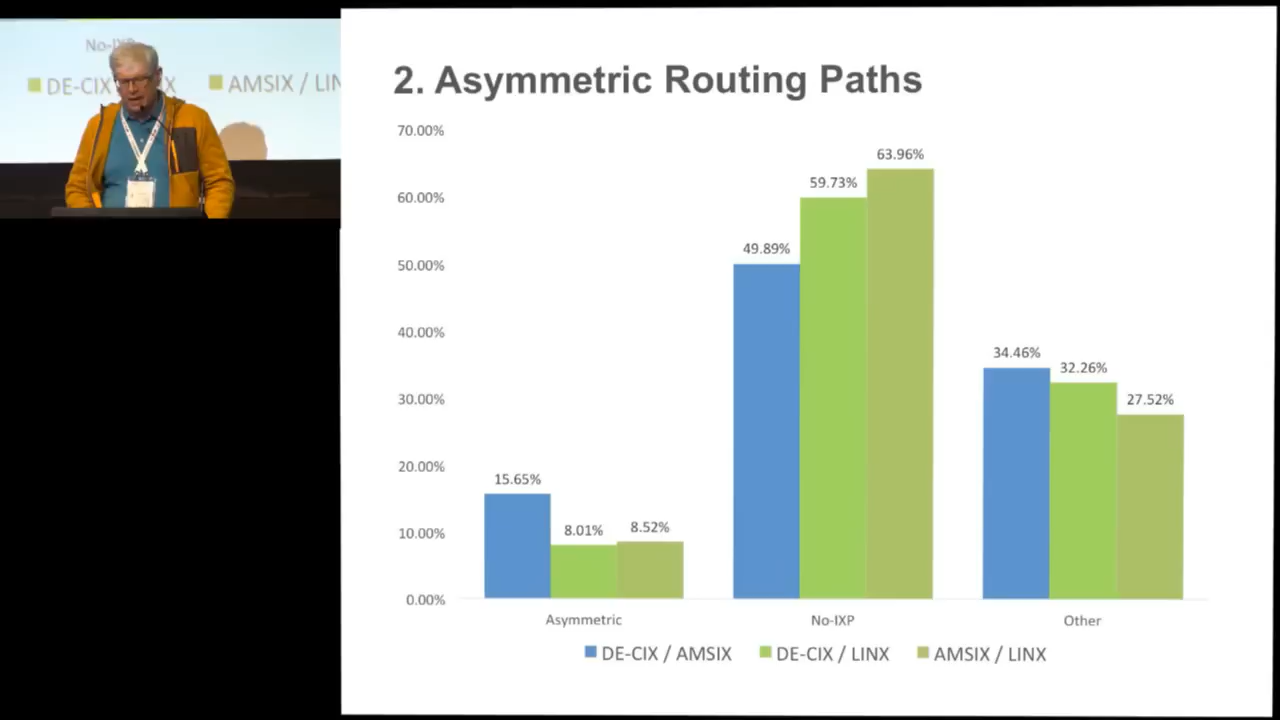 No-IXP
DE-CIX X
AMSIX / LIN
2. Asymmetric Routing Paths
70.00%
60.00%
50.00%
40.00%
30.00%
20.00%
10.00%
0.00%
15.65%
8.01%
8.52%
49.89%
59.73%
63.96%
34.46%
32.26%
27.52%
Asymmetric
No-IXP
Other
DE-CIX / AMSIX
DE-CIX / LINX
AMSIX / LINX